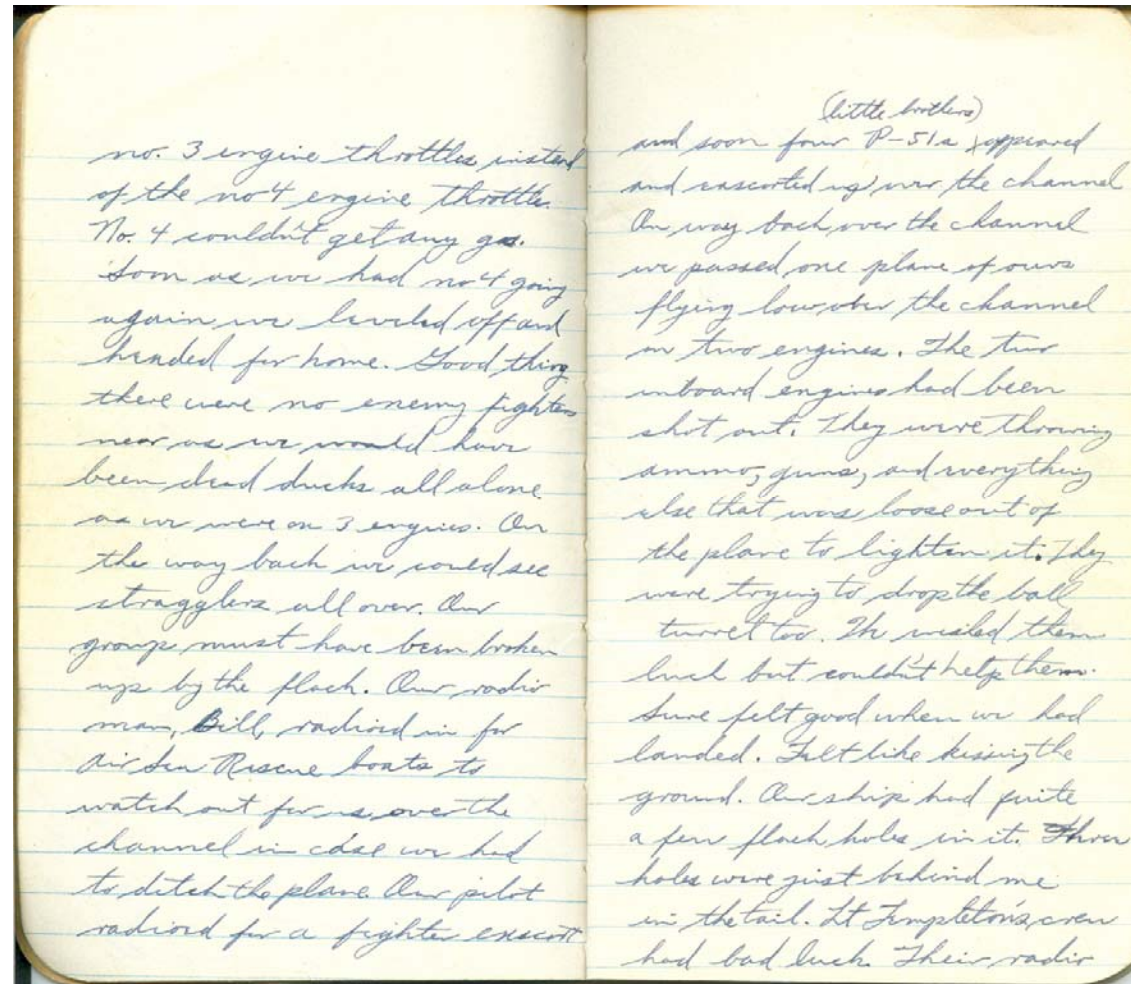 no. 3 engine throttles instead
of the no 4 engine throttle.
No. 4 couldn't get any gas.
Soon as we had no 4 going
again we leveled off and
headed for home. Good thing
there were no enemy fighters
near as we would have
been dead ducks all alone
as we were on 3 engines. On
the way back we could see
stragglers all over. Our
group must have been broken
up by the flack. Our radio
man, Bill, radioed in for
Air Sea Rescue boats to
watch out for us over the
channel in case we had
to ditch the plane. Our pilot
radioed for a fighter enscort
(little brothers)
and soon four P-51s appeared
and enscorted us over the channel
On way back over the channel
we passed one plane of ours
flying low over the channel
on two engines. The two
inboard engines had been
shot out. They were throwing
ammo, guns, and everything
else that was loose out of
the plane to lighten it. They
were trying to drop the ball
turret too. We wished them
luck but couldn't help them.
Sure felt good when we had
landed. Felt like kissing the
ground. Our ship had quite
a few flack holes in it. Three
holes were just behind me
in the tail. Lt Templeton's crew
had bad luck. Their radio